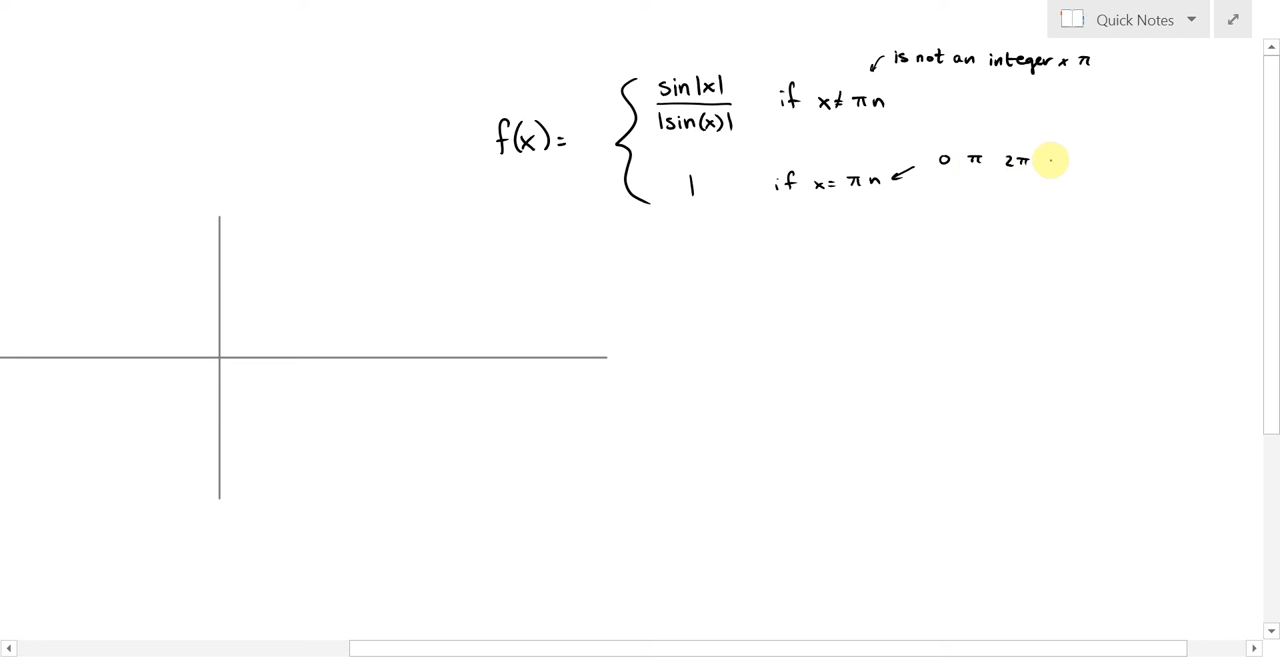 Quick Notes
is not an integer × π
sin|x|
if x ≠ πn
|sin(x)|
f(x) =
0 π 2π
1 if x = πn